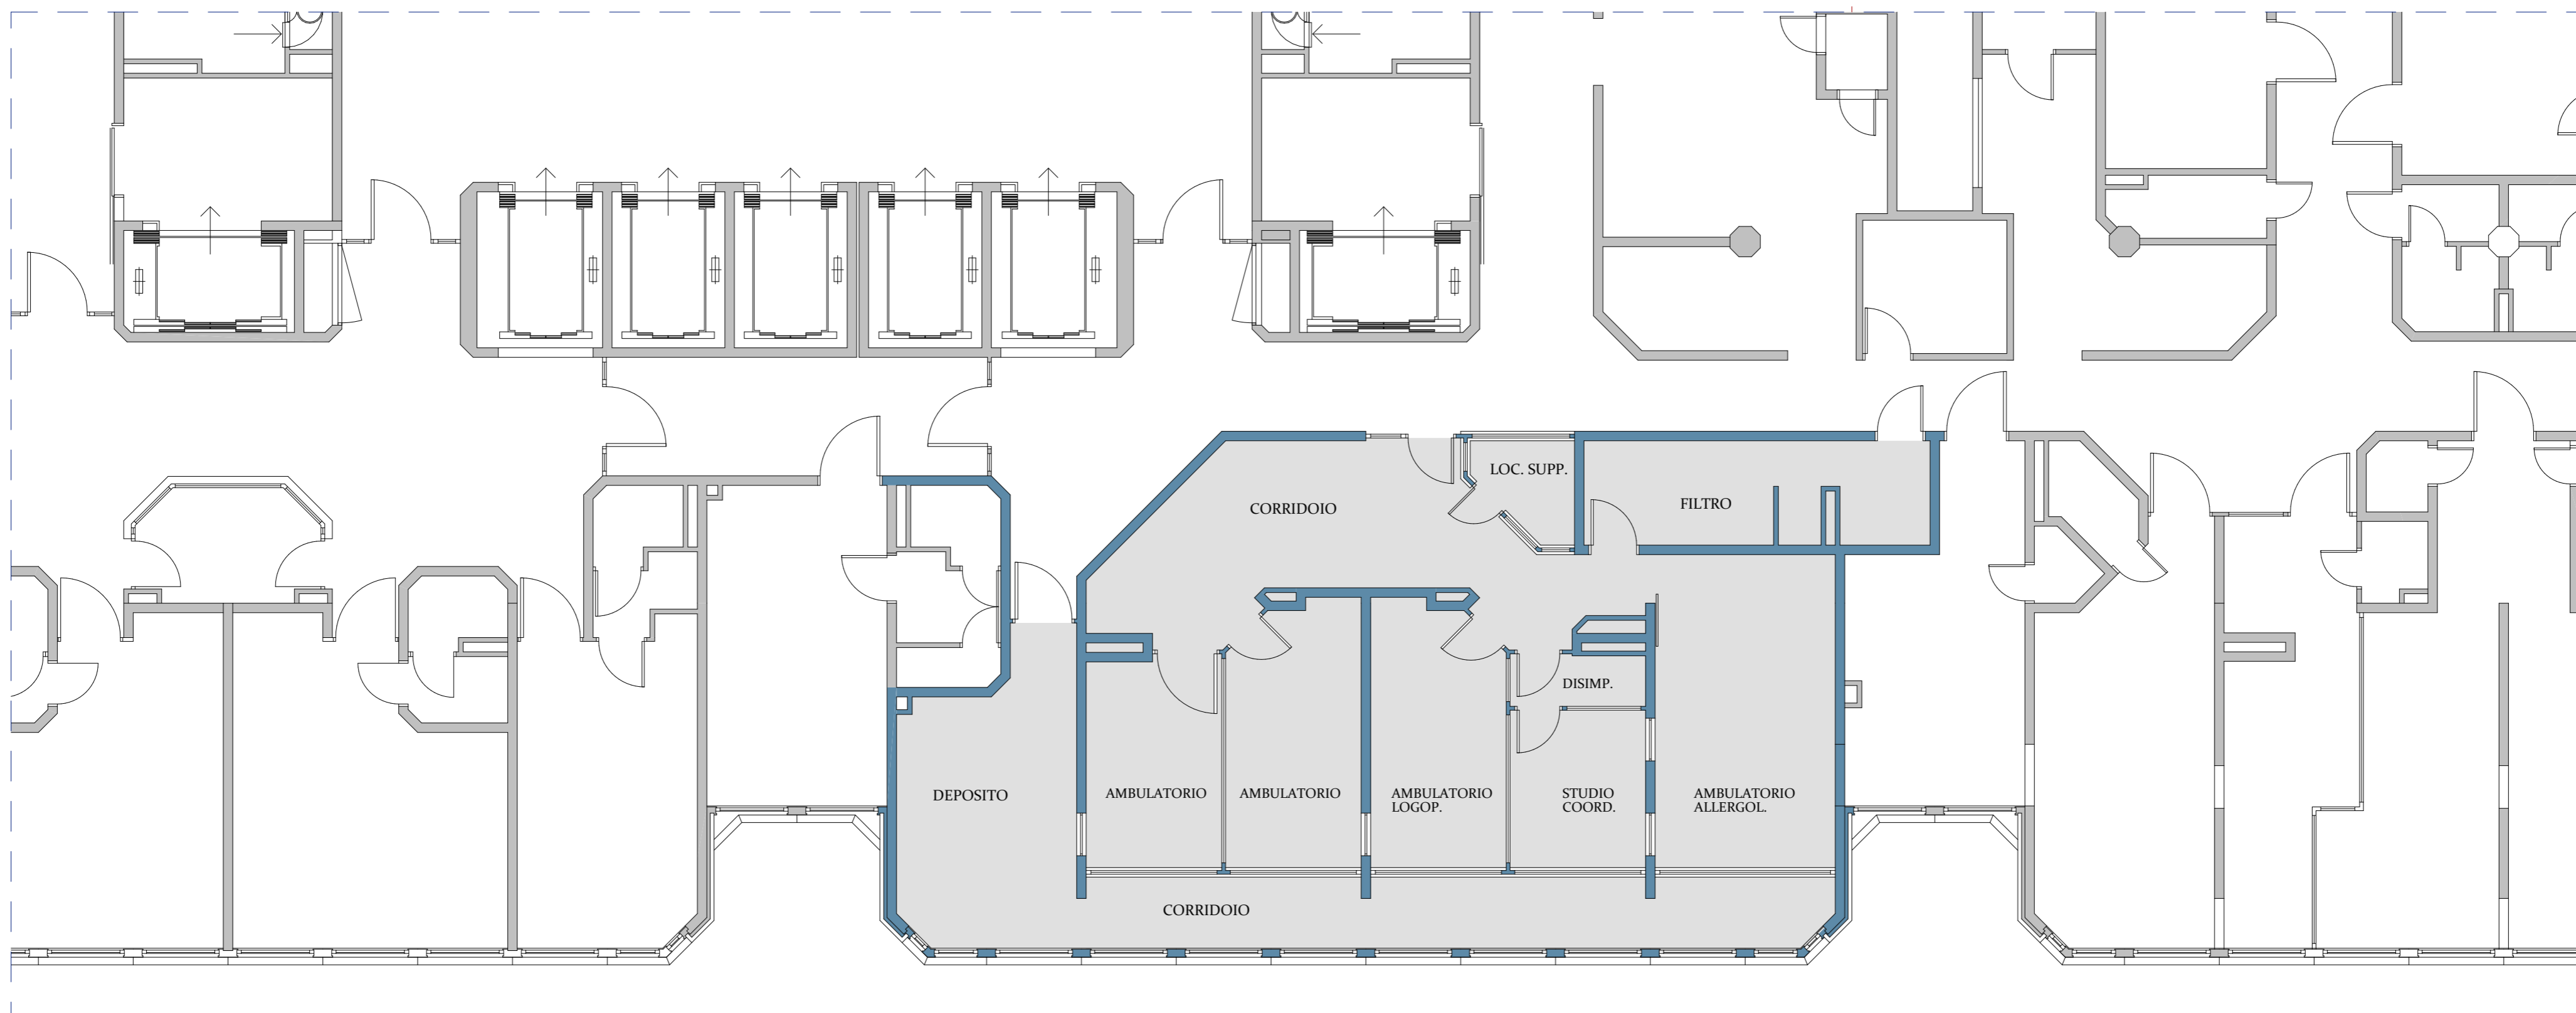 LOC. SUPP.
CORRIDOIO
FILTRO
DISIMP.
DEPOSITO
AMBULATORIO
AMBULATORIO
AMBULATORIO
LOGOP.
STUDIO
COORD.
AMBULATORIO
ALLERGOL.
CORRIDOIO